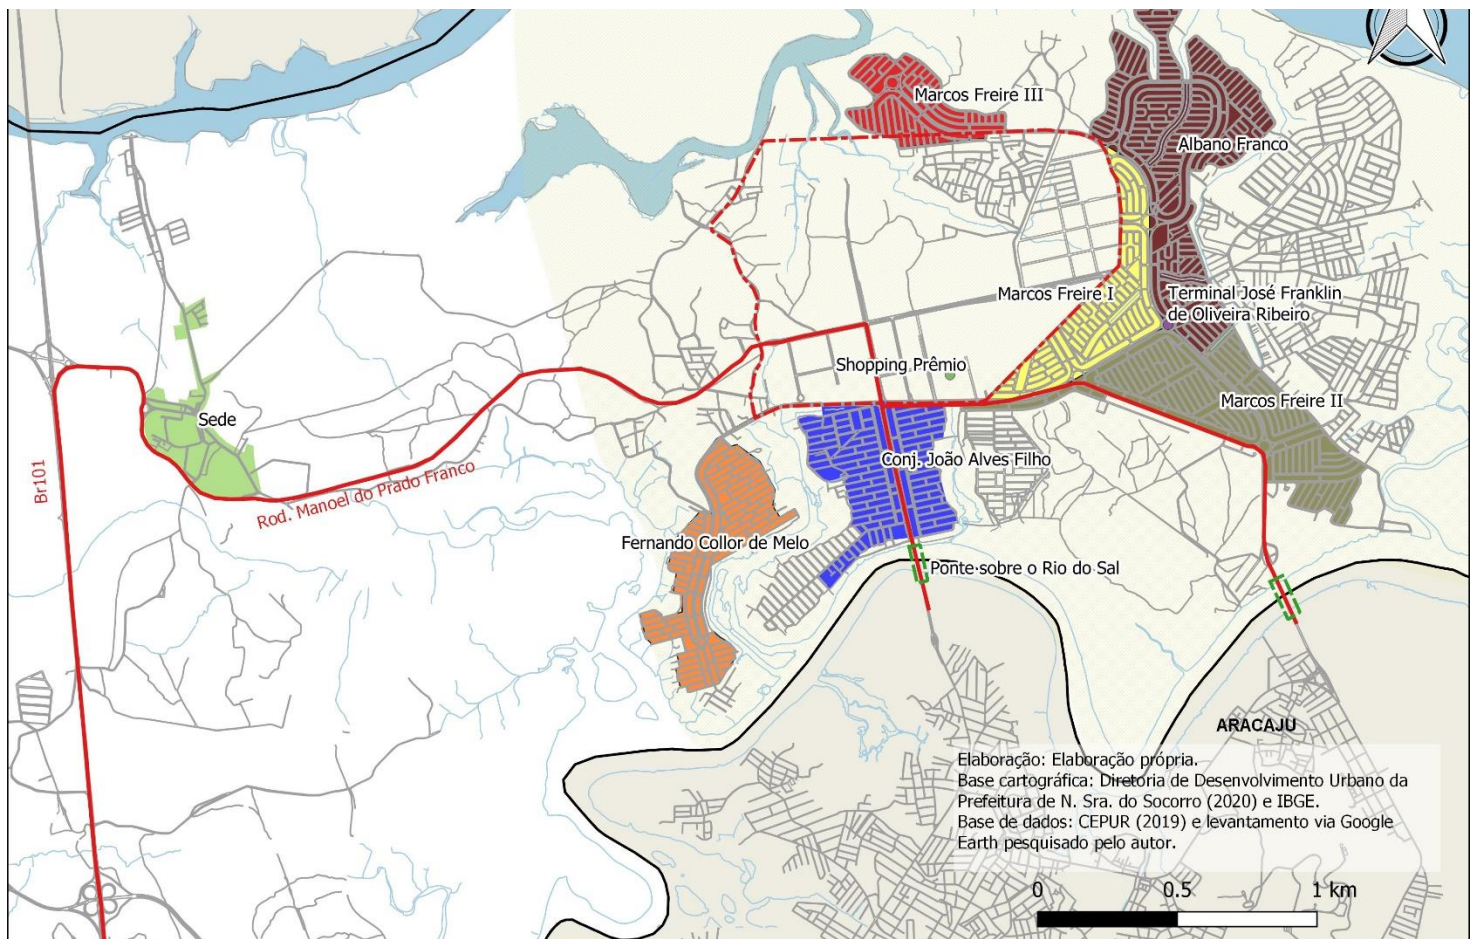 Marcos Freire III
Albano Franco
Marcos Freire I
Terminal José Franklin
de Oliveira Ribeiro
Shopping Prêmio
Marcos Freire II
Sede
Conj. João Alves Filho
Br101
Rod. Manoel do Prado Franco
Fernando Collor de Melo
Ponte sobre o Rio do Sal
ARACAJU
Elaboração: Elaboração própria.
Base cartográfica: Diretoria de Desenvolvimento Urbano da
Prefeitura de N. Sra. do Socorro (2020) e IBGE.
Base de dados: CEPUR (2019) e levantamento via Google
Earth pesquisado pelo autor.
0 0.5 1 km